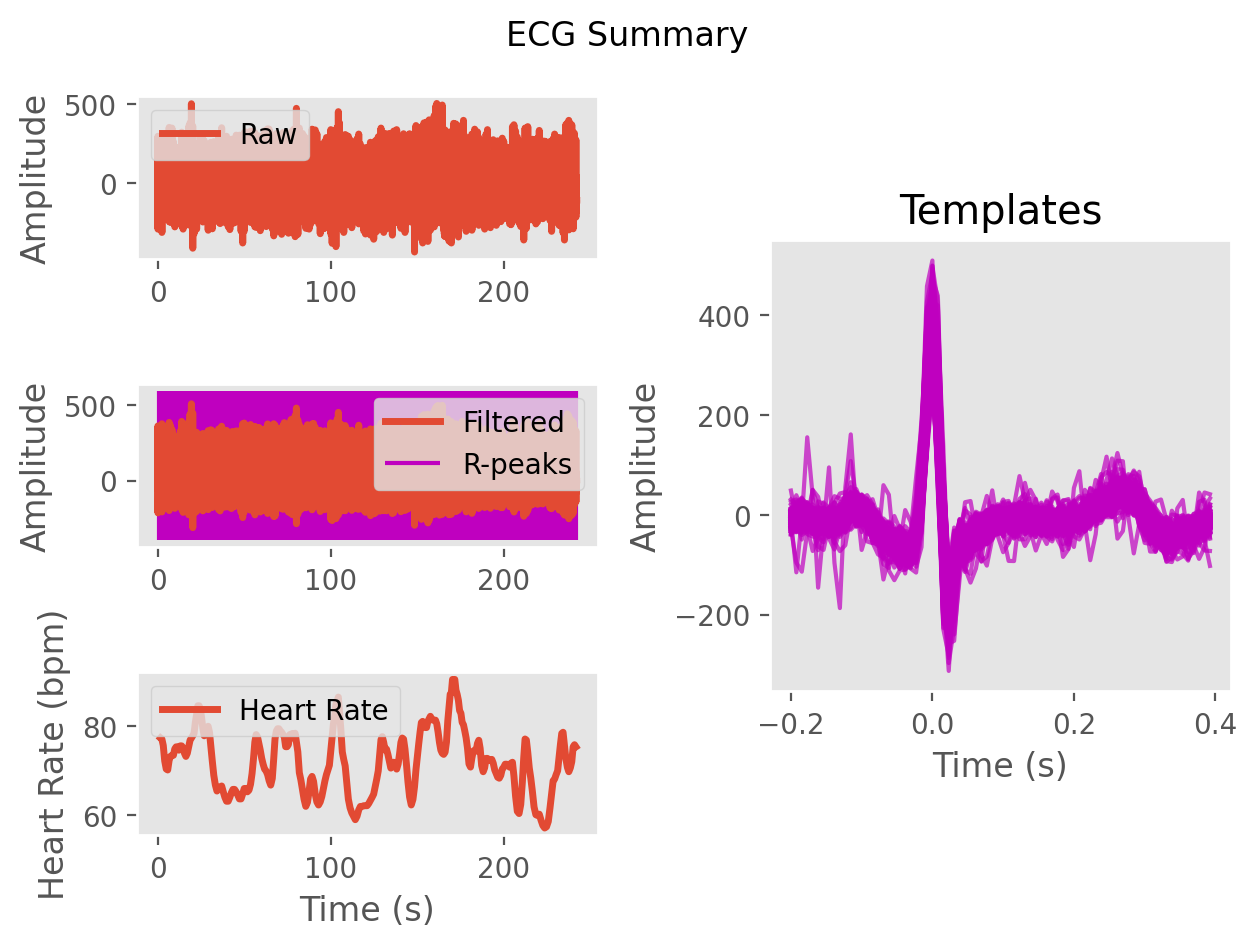 ECG Summary
Amplitude
500
0
Raw
0
100
200
Amplitude
500
0
Filtered
R-peaks
0
100
200
Heart Rate (bpm)
80
60
Heart Rate
0
100
200
Time (s)
Templates
Amplitude
400
200
0
−200
−0.2
0.0
0.2
0.4
Time (s)